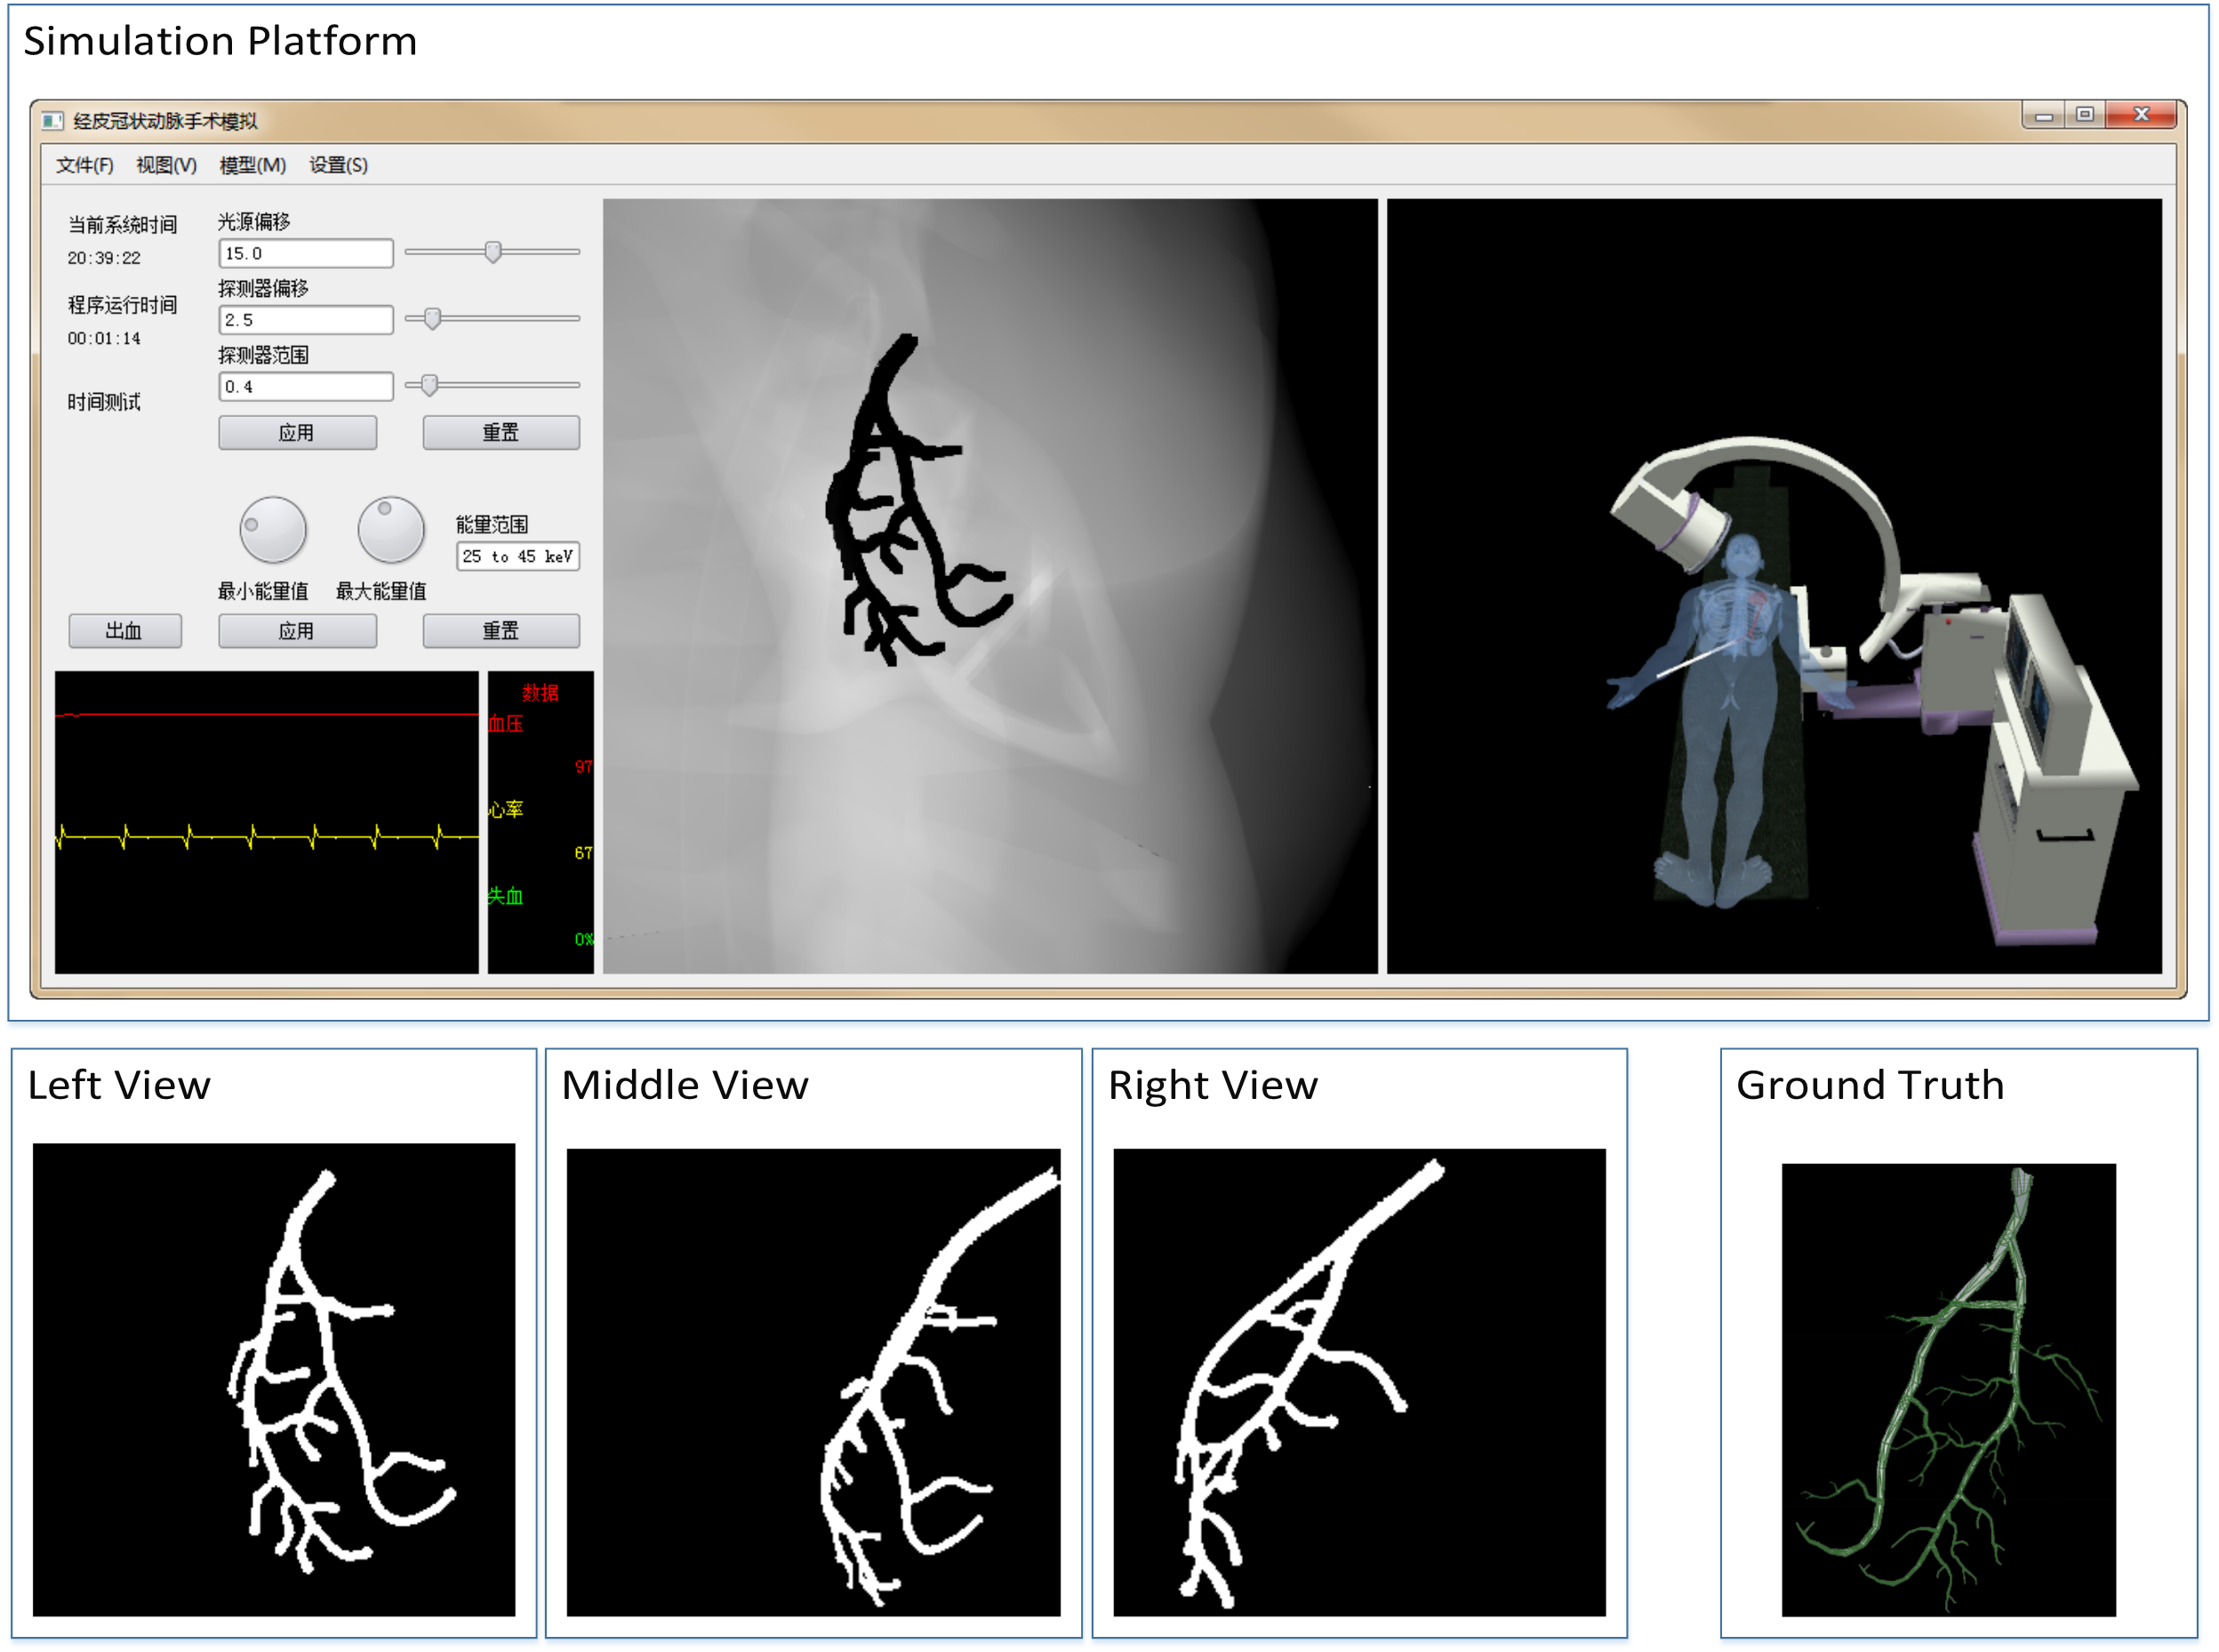 Simulation Platform
经皮冠状动脉手术模拟
文件(F) 视图(V) 模型(M) 设置(S)
当前系统时间
20:39:22
程序运行时间
00:01:14
时间测试
光源偏移
15.0
探测器偏移
2.5
探测器范围
0.4
应用 重置
能量范围
25 to 45 keV
最小能量值 最大能量值
出血 应用 重置
数据
血压
97
心率
67
失血
0%
Left View
Middle View
Right View
Ground Truth